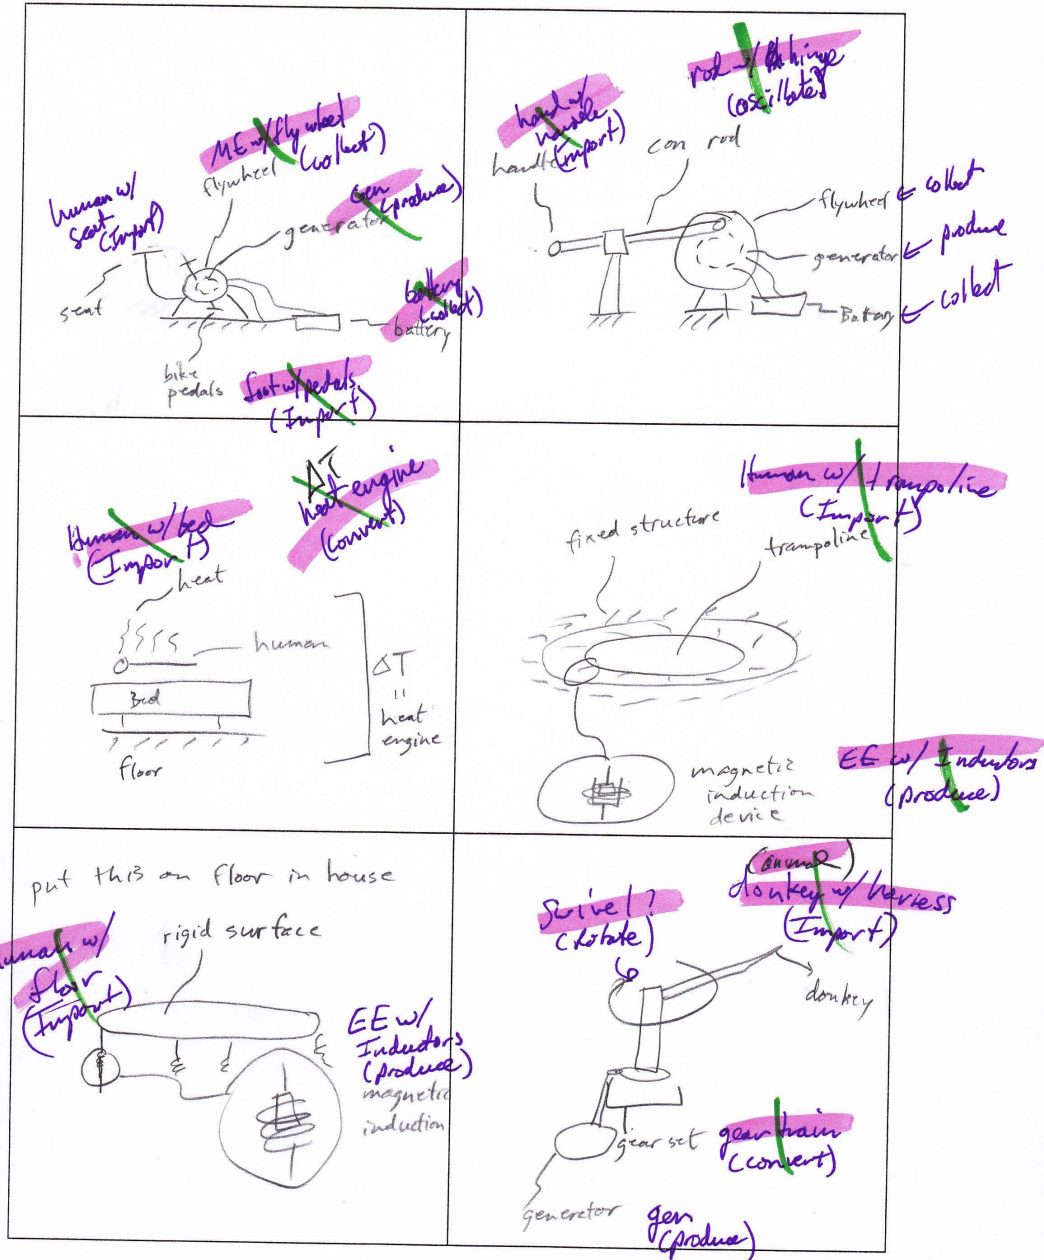 ME w/ fly wheel
(collect)
flywheel
human w/
seat
(Import)
Gen
(produce)
generator
seat
battery
(collect)
battery
bike
pedals
foot w/ pedals
(Import)
rod w/ hinge
(oscillate)
hand w/
handle
(Import)
handle
con rod
flywheel ← collect
generator ← produce
Battery ← collect
ΔT
heat engine
(convert)
Human w/ bed
(Import)
heat
human
Bed
floor
ΔT
"
heat
engine
Human w/ trampoline
(Import)
fixed structure
trampoline
EE w/ Inductors
(produce)
magnetic
induction
device
put this on floor in house
human w/
floor
(Import)
rigid surface
EE w/
Inductors
(produce)
magnetic
induction
(animal)
donkey w/ harness
(Import)
Swivel?
(Rotate)
donkey
gear set
gear train
(convert)
generator
gen
(produce)